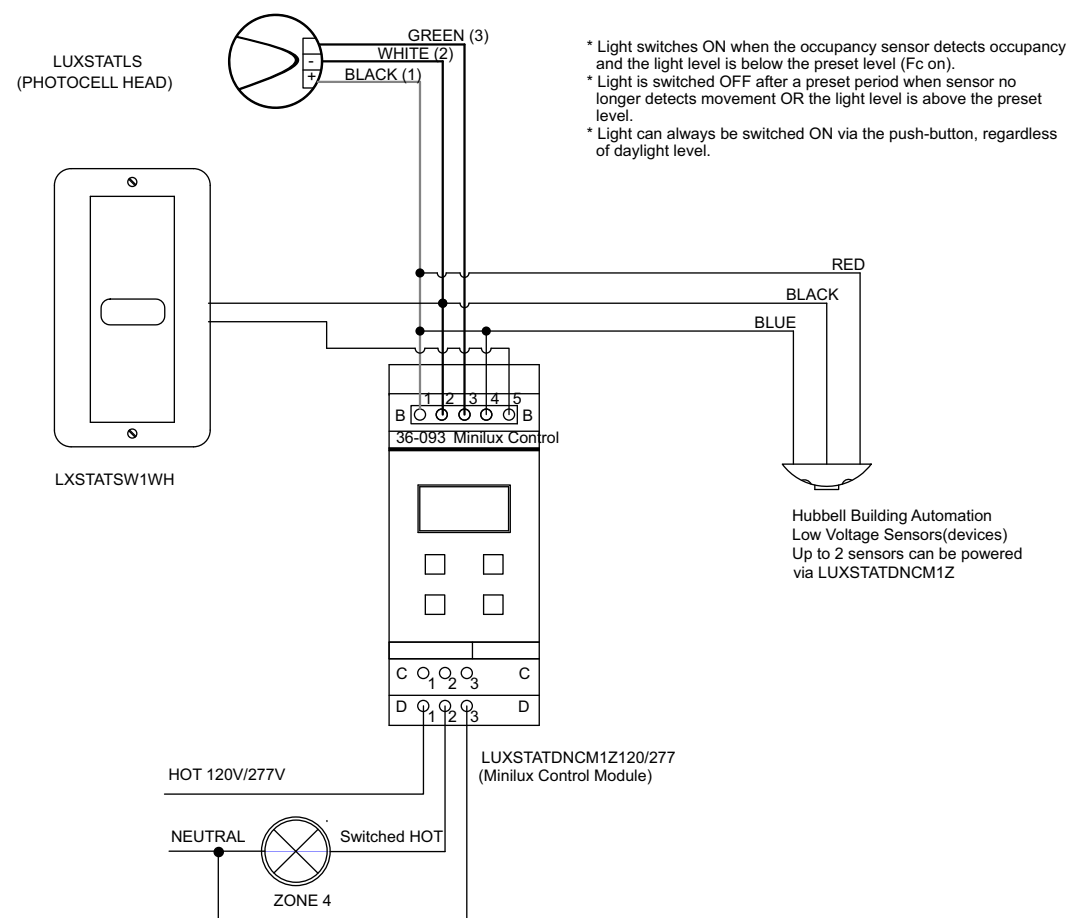 GREEN (3)
WHITE (2)
BLACK (1)
LUXSTATLS
(PHOTOCELL HEAD)
-
+
* Light switches ON when the occupancy sensor detects occupancy
and the light level is below the preset level (Fc on).
* Light is switched OFF after a preset period when sensor no
longer detects movement OR the light level is above the preset
level.
* Light can always be switched ON via the push-button, regardless
of daylight level.
RED
BLACK
BLUE
1 2 3 4 5
B B
36-093 Minilux Control
LXSTATSW1WH
Hubbell Building Automation
Low Voltage Sensors(devices)
Up to 2 sensors can be powered
via LUXSTATDNCM1Z
C 1 2 3 C
D 1 2 3 D
LUXSTATDNCM1Z120/277
(Minilux Control Module)
HOT 120V/277V
NEUTRAL
Switched HOT
ZONE 4